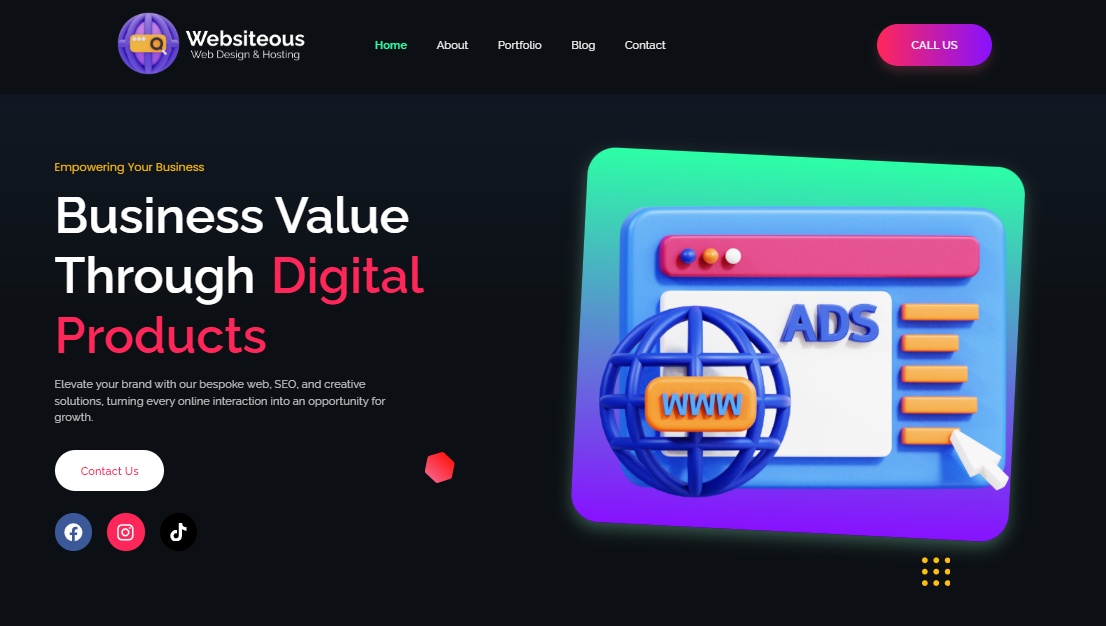 Websiteous
Web Design & Hosting
Home
About
Portfolio
Blog
Contact
CALL US
Empowering Your Business
Business Value
Through Digital
Products
Elevate your brand with our bespoke web, SEO, and creative
solutions, turning every online interaction into an opportunity for
growth.
Contact Us
ADS
WWW